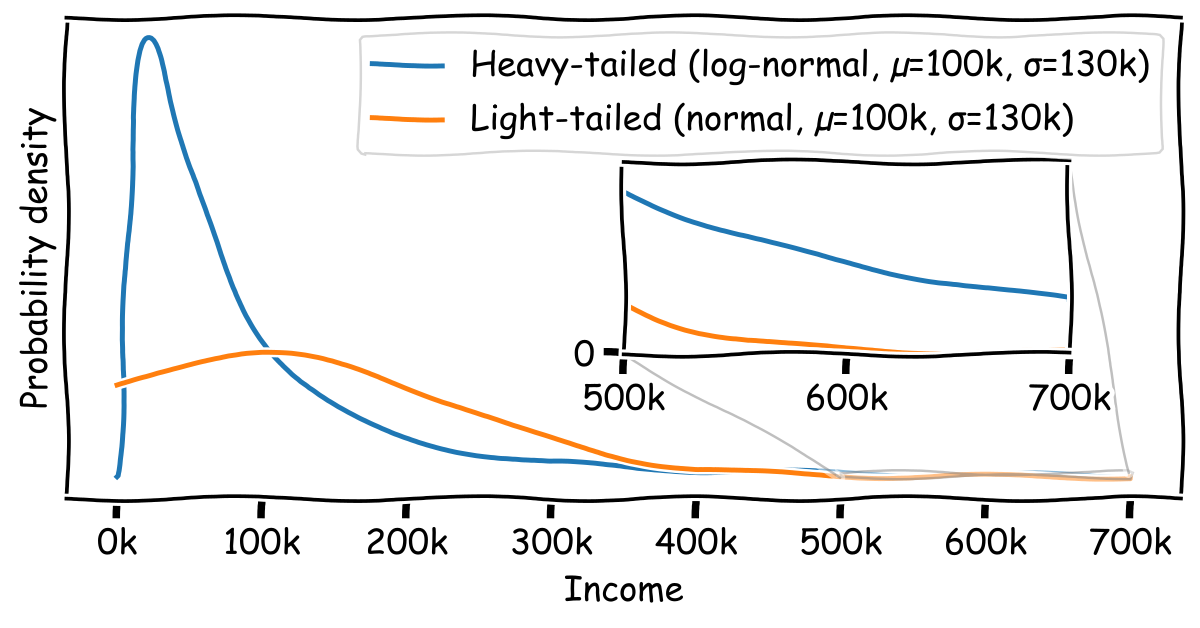 Heavy-tailed (log-normal, μ=100k, σ=130k)
Light-tailed (normal, μ=100k, σ=130k)
Probability density
0
500k 600k 700k
0k 100k 200k 300k 400k 500k 600k 700k
Income